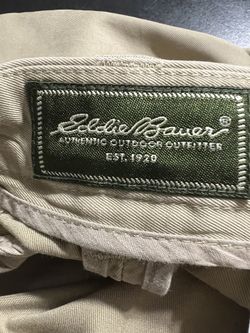 Eddie Bauer®
AUTHENTIC OUTDOOR OUTFITTER
EST. 1920